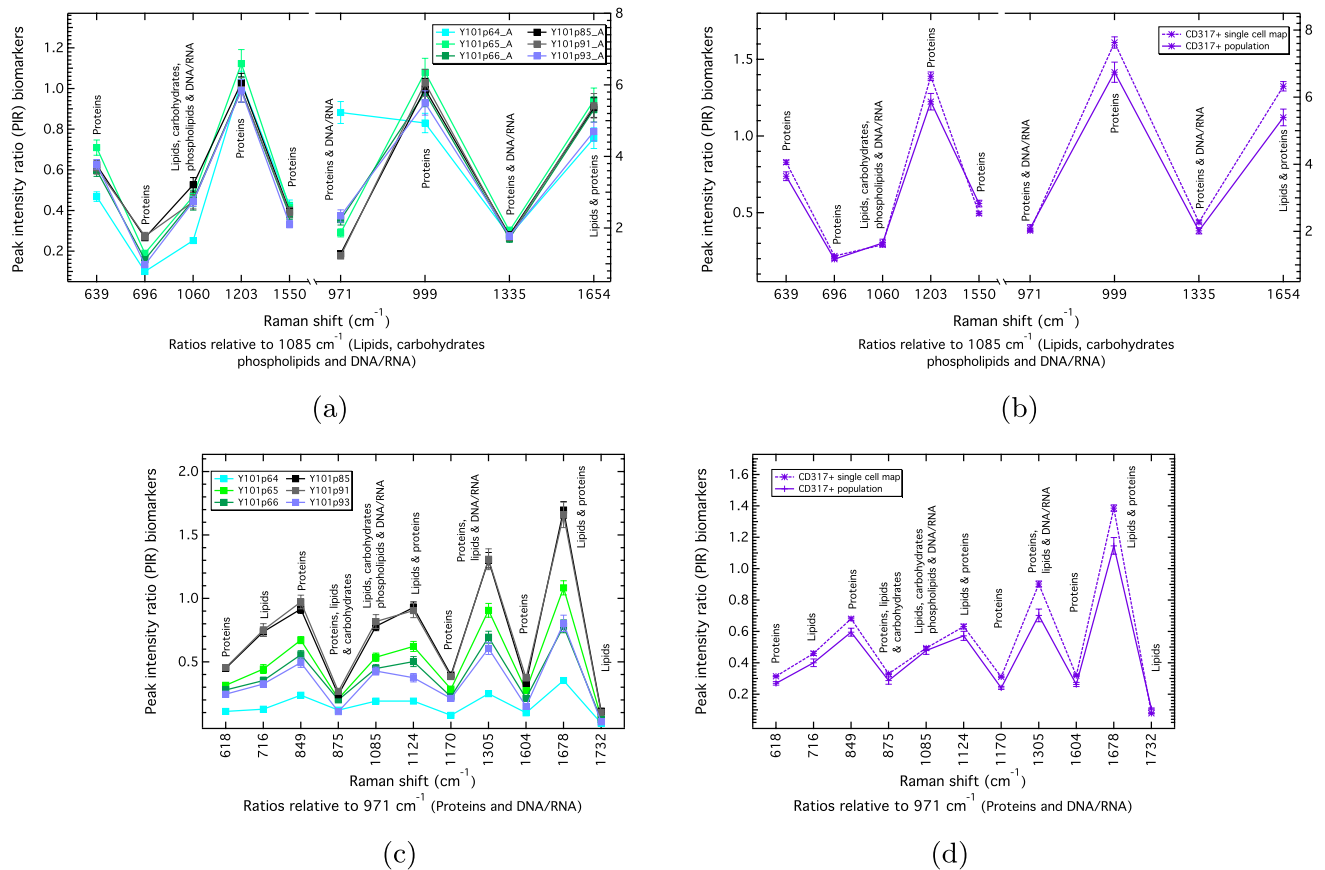 Peak intensity ratio (PIR) biomarkers
1.2
1.0
0.8
0.6
0.4
0.2
8
6
4
2
Y101p64_A
Y101p65_A
Y101p66_A
Y101p85_A
Y101p91_A
Y101p93_A
Proteins
Proteins
Lipids, carbohydrates,
phospholipids & DNA/RNA
Proteins
Proteins
Proteins & DNA/RNA
Proteins
Proteins & DNA/RNA
Lipids & proteins
639 696 1060 1203 1550 971 999 1335 1654
Raman shift (cm-1)
Ratios relative to 1085 cm-1 (Lipids, carbohydrates
phospholipids and DNA/RNA)
(a)
Peak intensity ratio (PIR) biomarkers
1.5
1.0
0.5
8
6
4
2
CD317+ single cell map
CD317+ population
Proteins
Proteins
Lipids, carbohydrates,
phospholipids & DNA/RNA
Proteins
Proteins
Proteins & DNA/RNA
Proteins
Proteins & DNA/RNA
Lipids & proteins
639 696 1060 1203 1550 971 999 1335 1654
Raman shift (cm-1)
Ratios relative to 1085 cm-1 (Lipids, carbohydrates
phospholipids and DNA/RNA)
(b)
Peak intensity ratio (PIR) biomarkers
2.0
1.5
1.0
0.5
Y101p64
Y101p65
Y101p66
Y101p85
Y101p91
Y101p93
Proteins
Lipids
Proteins
Proteins, lipids
& carbohydrates
Lipids, carbohydrates
phospholipids & DNA/RNA
Lipids & proteins
Proteins
Proteins,
lipids & DNA/RNA
Proteins
Lipids & proteins
Lipids
618 716 849 875 1085 1124 1170 1305 1604 1678 1732
Raman shift (cm-1)
Ratios relative to 971 cm-1 (Proteins and DNA/RNA)
(c)
Peak intensity ratio (PIR) biomarkers
1.6
1.4
1.2
1.0
0.8
0.6
0.4
0.2
CD317+ single cell map
CD317+ population
Proteins
Lipids
Proteins
Proteins, lipids
& carbohydrates
Lipids, carbohydrates
phospholipids & DNA/RNA
Lipids & proteins
Proteins
Proteins,
lipids & DNA/RNA
Proteins
Lipids & proteins
Lipids
618 716 849 875 1085 1124 1170 1305 1604 1678 1732
Raman shift (cm-1)
Ratios relative to 971 cm-1 (Proteins and DNA/RNA)
(d)